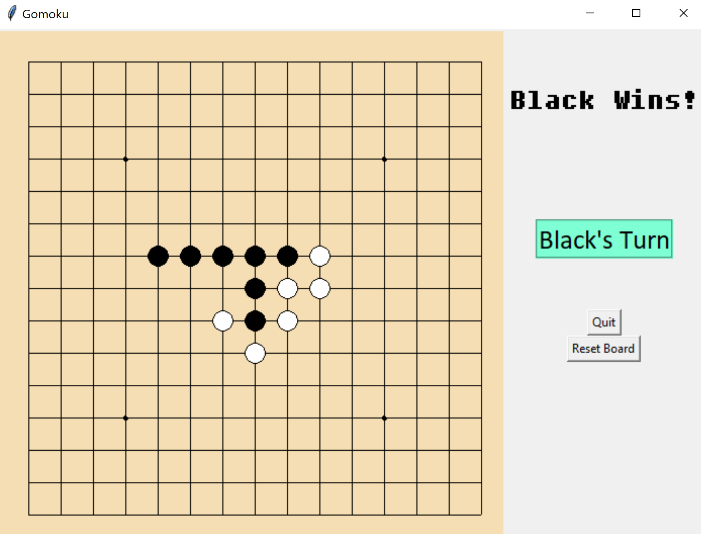 Gomoku
Black Wins!
Black's Turn
Quit
Reset Board